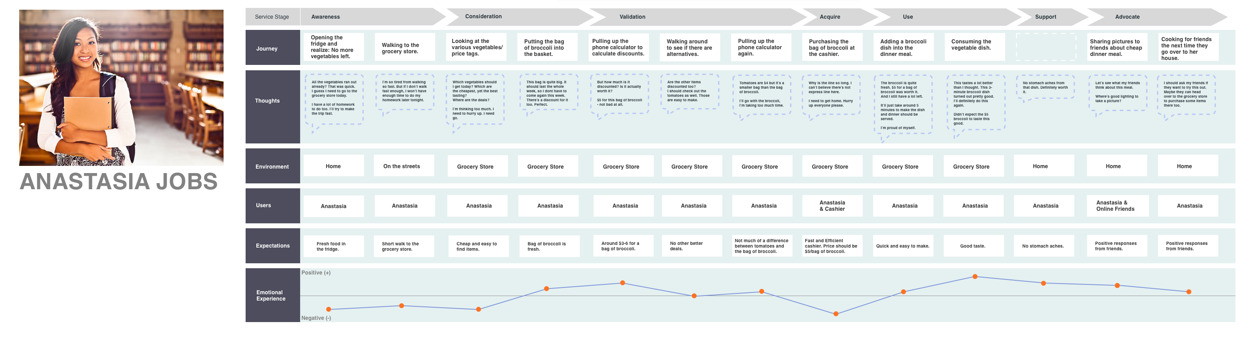 ANASTASIA JOBS
Service Stage
Awareness
Consideration
Validation
Acquire
Use
Support
Advocate
Journey
Opening the
fridge and
realize: No more
vegetables left.
Walking to the
grocery store.
Looking at the
various vegetables/
price tags.
Putting the bag
of broccoli into
the basket.
Pulling up the
phone calculator to
calculate discounts.
Walking around
to see if there are
alternatives.
Pulling up the
phone calculator
again.
Purchasing the
bag of broccoli at
the cashier.
Adding a broccoli
dish into the
dinner meal.
Consuming the
vegetable dish.
Sharing pictures to
friends about cheap
dinner meal.
Cooking for friends
the next time they
go over to her
house.
Thoughts
All the vegetables ran out
already? That was quick.
I guess I need to go to the
grocery store today.
I have a lot of homework
to do too. I'll try to make
the trip fast.
I'm so tired from walking
so fast. But if I don't walk
fast enough, I won't have
enough time to do my
homework later tonight.
Which vegetables should
I get today? Which are
the cheapest, yet the best
tasting?
Where are the deals?
I'm thinking too much. I
need to hurry up. I need
go.
This bag is quite big. It
should last the whole
week, so I don't have to
come again this week.
There's a discount for it
too. Perfect.
But how much is it
discounted? Is it actually
worth it?
$5 for this bag of broccoli
- not bad at all.
Are the other items
discounted too?
I should check out the
tomatoes as well. Those
are easy to make.
Tomatoes are $4 but it's a
smaller bag than the bag
of broccoli.
I'll go with the broccoli,
I'm taking too much time.
Why is the line so long. I
can't believe there's not
express line here.
I need to get home. Hurry
up everyone please.
The broccoli is quite
fresh. $5 for a bag of
broccoli was worth it,
and I still have a lot left.
It'll just take around 5
minutes to make the dish
and dinner should be
served.
I'm proud of myself.
This tastes a lot better
than I thought. This 5-
minute broccoli dish
turned out pretty good.
I'll definitely do this
again.
Didn't expect the $5
broccoli to taste this
good.
No stomach aches from
that dish. Definitely worth
it.
Let's see what my friends
think about this meal.
Where's good lighting to
take a picture?
I should ask my friends if
they want to try this out.
Maybe they can head
over to the grocery store
to purchase some items
there too.
Environment
Home
On the streets
Grocery Store
Grocery Store
Grocery Store
Grocery Store
Grocery Store
Grocery Store
Grocery Store
Grocery Store
Home
Home
Home
Users
Anastasia
Anastasia
Anastasia
Anastasia
Anastasia
Anastasia
Anastasia
Anastasia
& Cashier
Anastasia
Anastasia
Anastasia
Anastasia &
Online Friends
Anastasia
Expectations
Fresh food in
the fridge.
Short walk to the
grocery store.
Cheap and easy to
find items.
Bag of broccoli is
fresh.
Around $3-6 for a
bag of broccoli.
No other better
deals.
Not much of a difference
between tomatoes and
the bag of broccoli.
Fast and Efficient
cashier. Price should be
$5/bag of broccoli.
Quick and easy to make.
Good taste.
No stomach aches.
Positive responses
from friends.
Positive responses
from friends.
Emotional
Experience
Positive (+)
Negative (-)